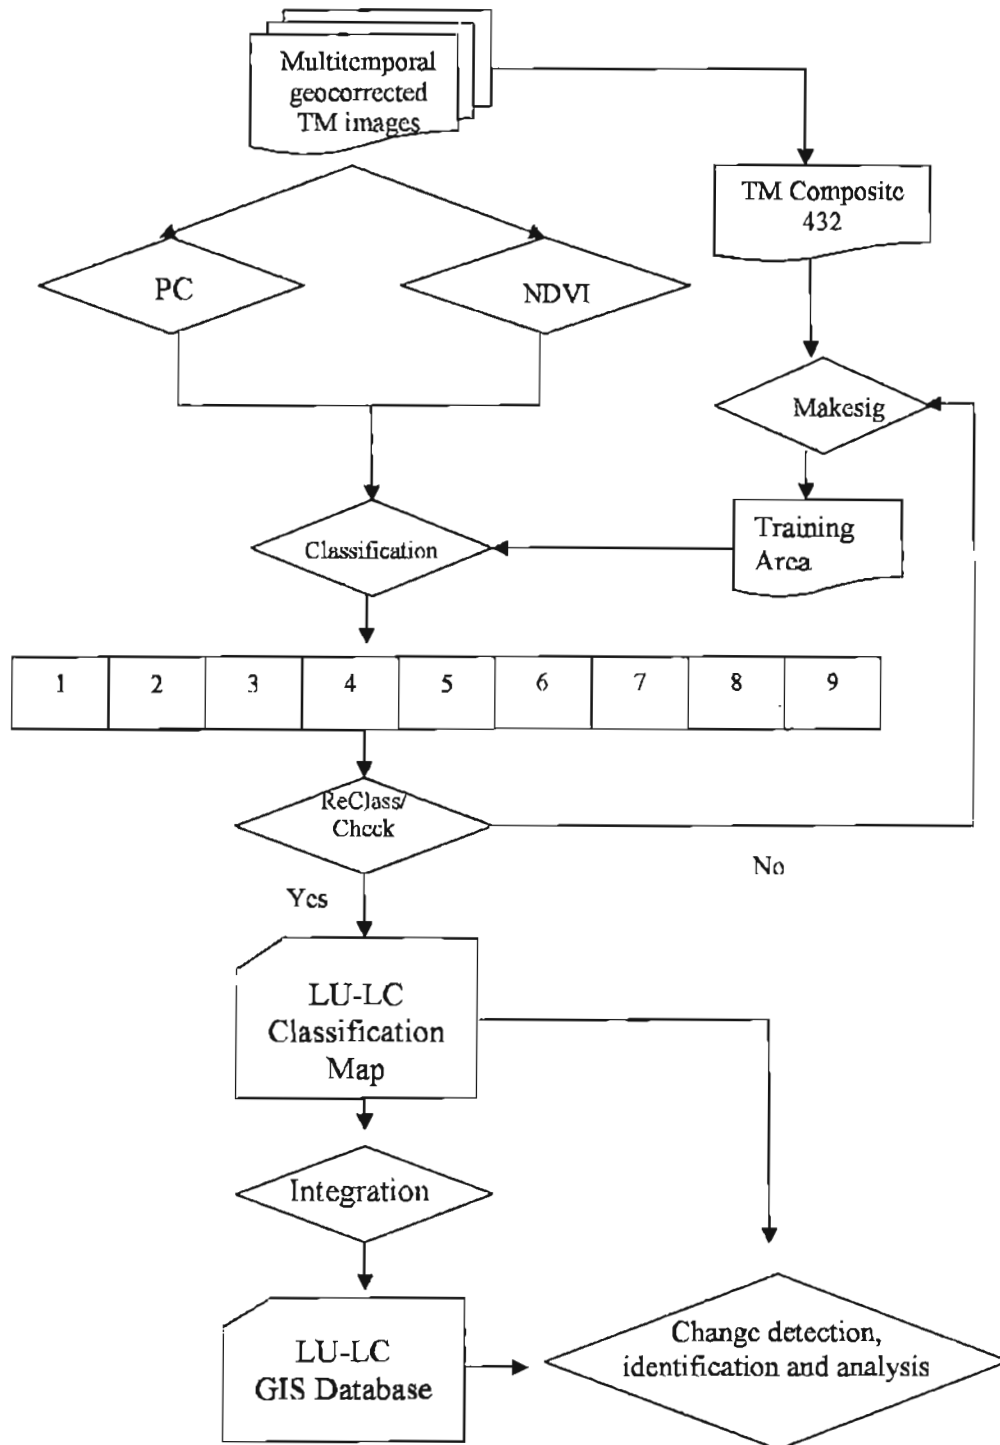 Multitemporal
geocorrected
TM images
TM Composite
432
PC
NDVI
Makesig
Training
Area
Classification
1 2 3 4 5 6 7 8 9
ReClass/
Check
No
Yes
LU-LC
Classification
Map
Integration
LU-LC
GIS Database
Change detection,
identification and analysis